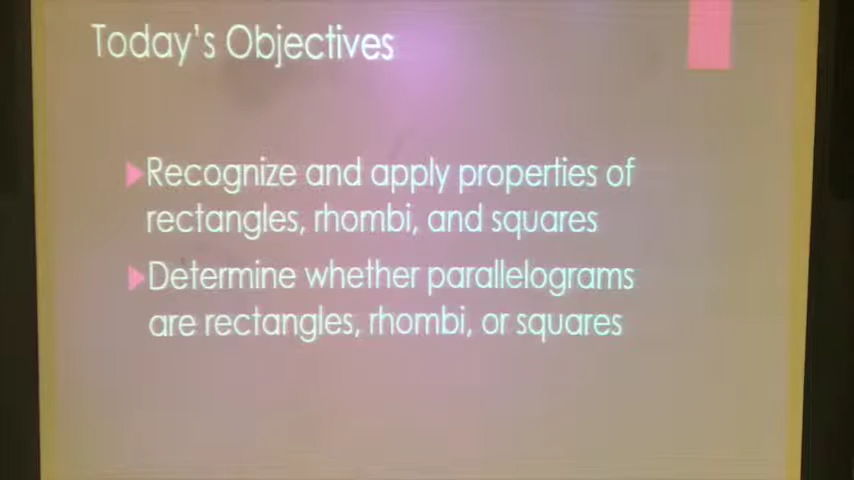 Today's Objectives
Recognize and apply properties of
rectangles, rhombi, and squares
Determine whether parallelograms
are rectangles, rhombi, or squares